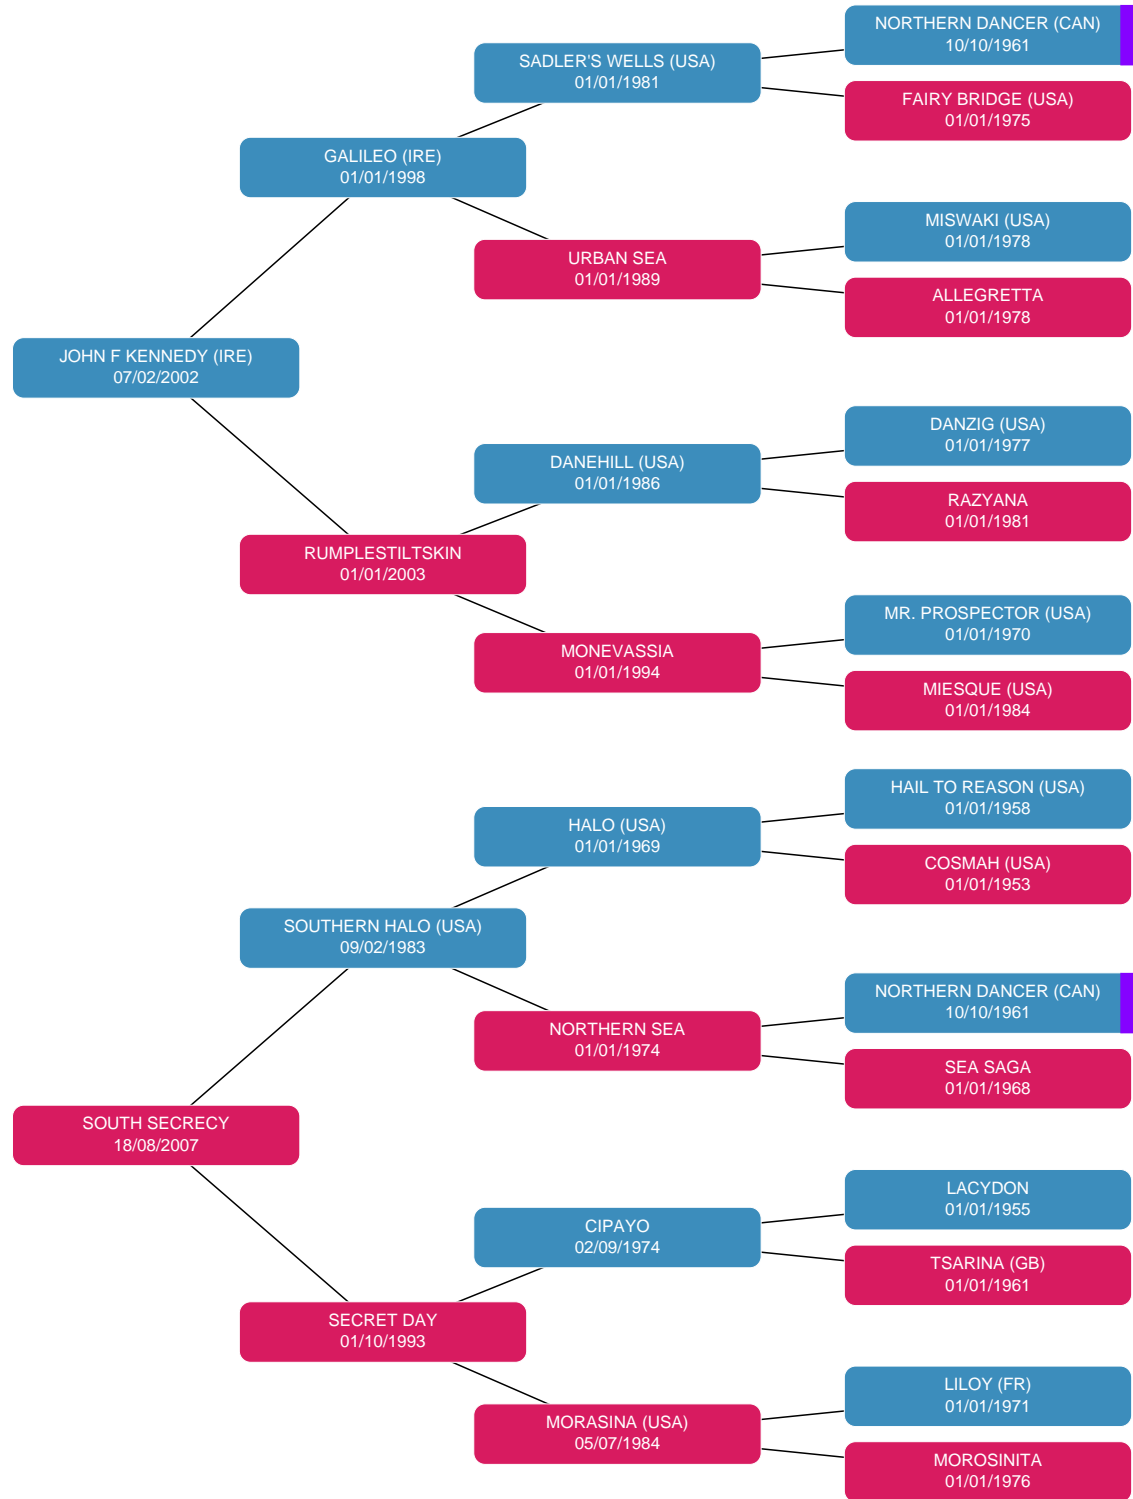 NORTHERN DANCER (CAN)
10/10/1961
SADLER'S WELLS (USA)
01/01/1981
FAIRY BRIDGE (USA)
01/01/1975
GALILEO (IRE)
01/01/1998
MISWAKI (USA)
01/01/1978
URBAN SEA
01/01/1989
ALLEGRETTA
01/01/1978
JOHN F KENNEDY (IRE)
07/02/2002
DANZIG (USA)
01/01/1977
DANEHILL (USA)
01/01/1986
RAZYANA
01/01/1981
RUMPLESTILTSKIN
01/01/2003
MR. PROSPECTOR (USA)
01/01/1970
MONEVASSIA
01/01/1994
MIESQUE (USA)
01/01/1984
HAIL TO REASON (USA)
01/01/1958
HALO (USA)
01/01/1969
COSMAH (USA)
01/01/1953
SOUTHERN HALO (USA)
09/02/1983
NORTHERN DANCER (CAN)
10/10/1961
NORTHERN SEA
01/01/1974
SEA SAGA
01/01/1968
SOUTH SECRECY
18/08/2007
LACYDON
01/01/1955
CIPAYO
02/09/1974
TSARINA (GB)
01/01/1961
SECRET DAY
01/10/1993
LILOY (FR)
01/01/1971
MORASINA (USA)
05/07/1984
MOROSINITA
01/01/1976